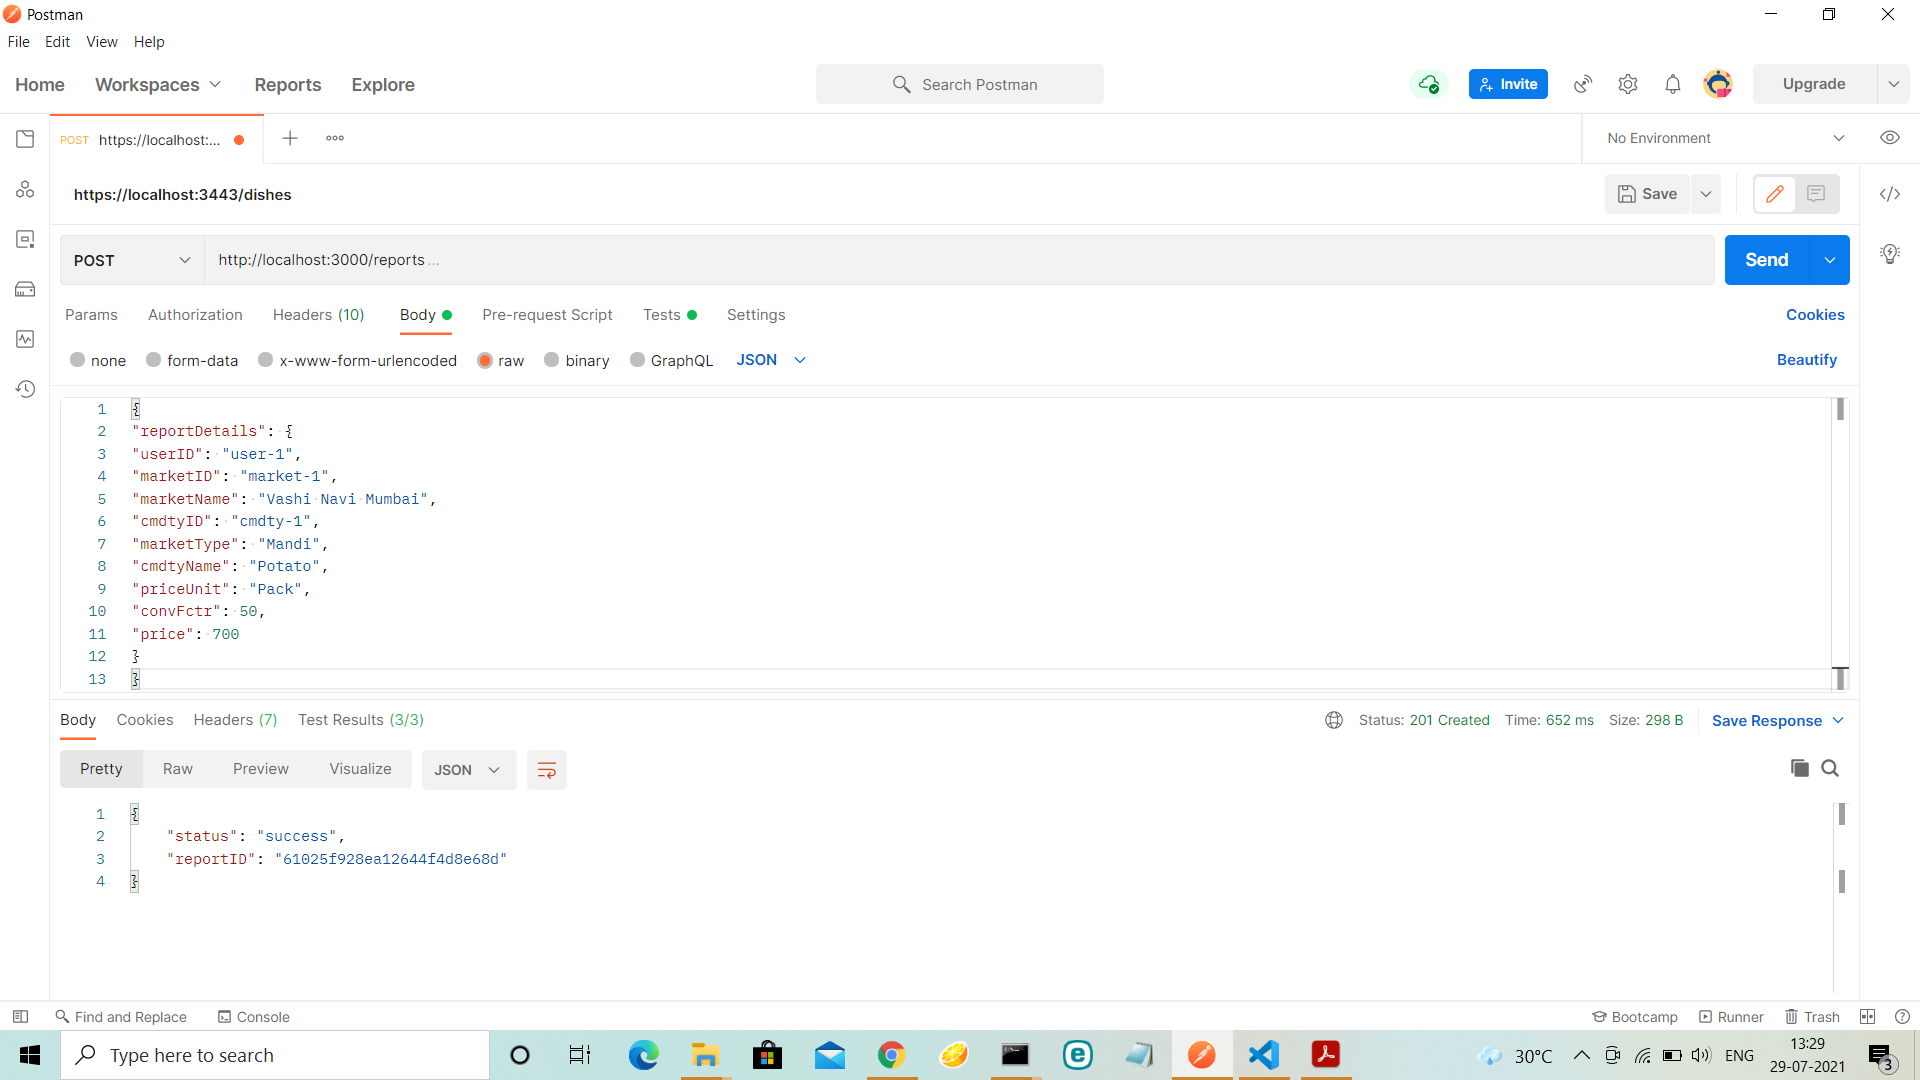 Postman
File Edit View Help
Home Workspaces Reports Explore Search Postman Invite Upgrade
POST https://localhost:... No Environment
https://localhost:3443/dishes Save
POST http://localhost:3000/reports ... Send
Params Authorization Headers (10) Body Pre-request Script Tests Settings Cookies
none form-data x-www-form-urlencoded raw binary GraphQL JSON Beautify
1 {
2 "reportDetails": {
3 "userID": "user-1",
4 "marketID": "market-1",
5 "marketName": "Vashi Navi Mumbai",
6 "cmdtyID": "cmdty-1",
7 "marketType": "Mandi",
8 "cmdtyName": "Potato",
9 "priceUnit": "Pack",
10 "convFctr": 50,
11 "price": 700
12 }
13 }
Body Cookies Headers (7) Test Results (3/3) Status: 201 Created Time: 652 ms Size: 298 B Save Response
Pretty Raw Preview Visualize JSON
1 {
2 "status": "success",
3 "reportID": "61025f928ea12644f4d8e68d"
4 }
Find and Replace Console Bootcamp Runner Trash
Type here to search 30°C ENG 13:29
29-07-2021 3